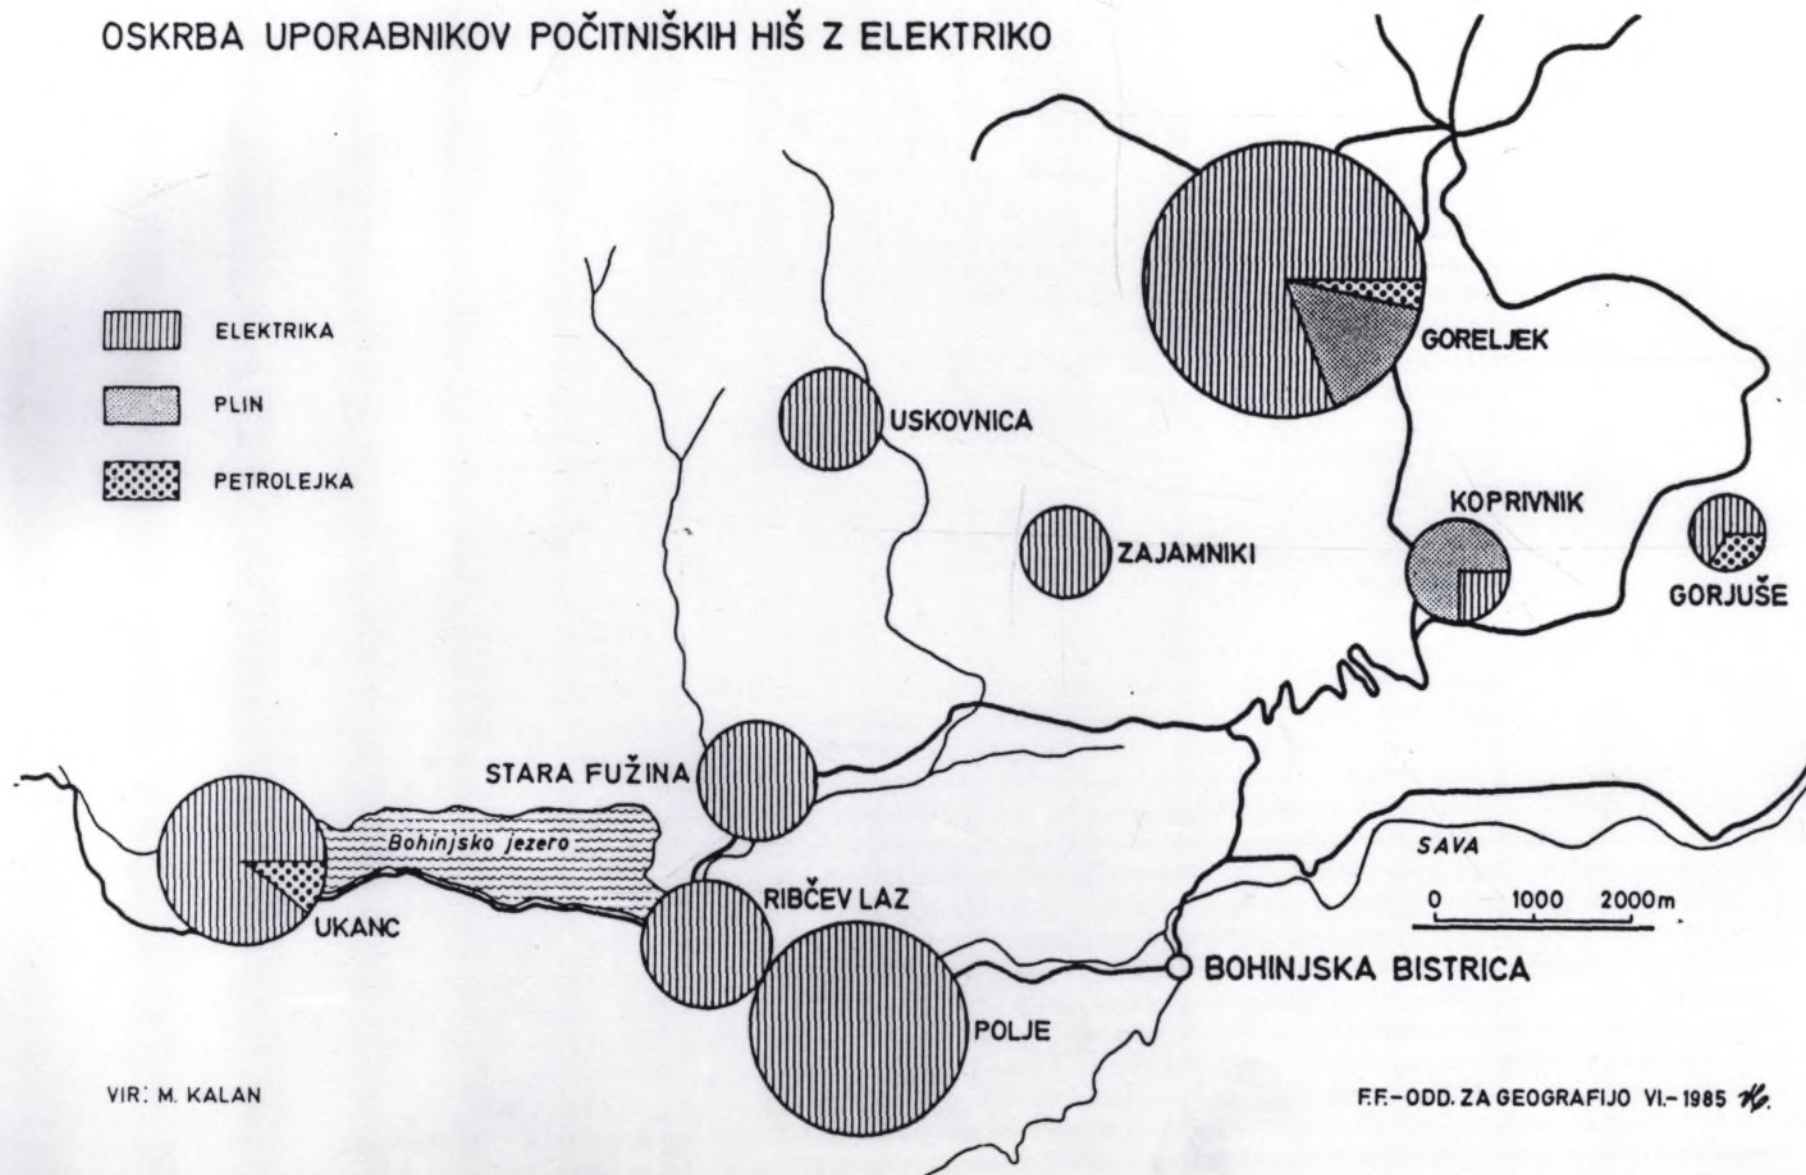 OSKRBA UPORABNIKOV POČITNIŠKIH HIŠ Z ELEKTRIKO
ELEKTRIKA
PLIN
PETROLEJKA
GORELJEK
USKOVNICA
KOPRIVNIK
ZAJAMNIKI
GORJUŠE
STARA FUŽINA
Bohinjsko jezero
SAVA
RIBČEV LAZ
0 1000 2000m
UKANC
BOHINJSKA BISTRICA
POLJE
VIR: M. KALAN
F.F.-ODD. ZA GEOGRAFIJO VI.-1985